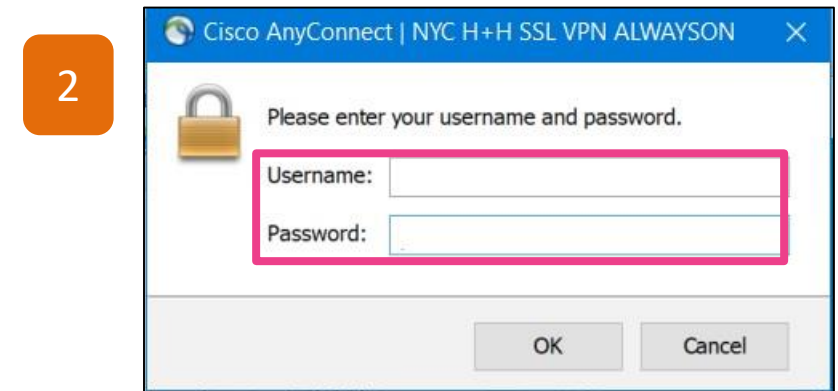 2
Cisco AnyConnect | NYC H+H SSL VPN ALWAYSON
Please enter your username and password.
Username:
Password:
OK Cancel